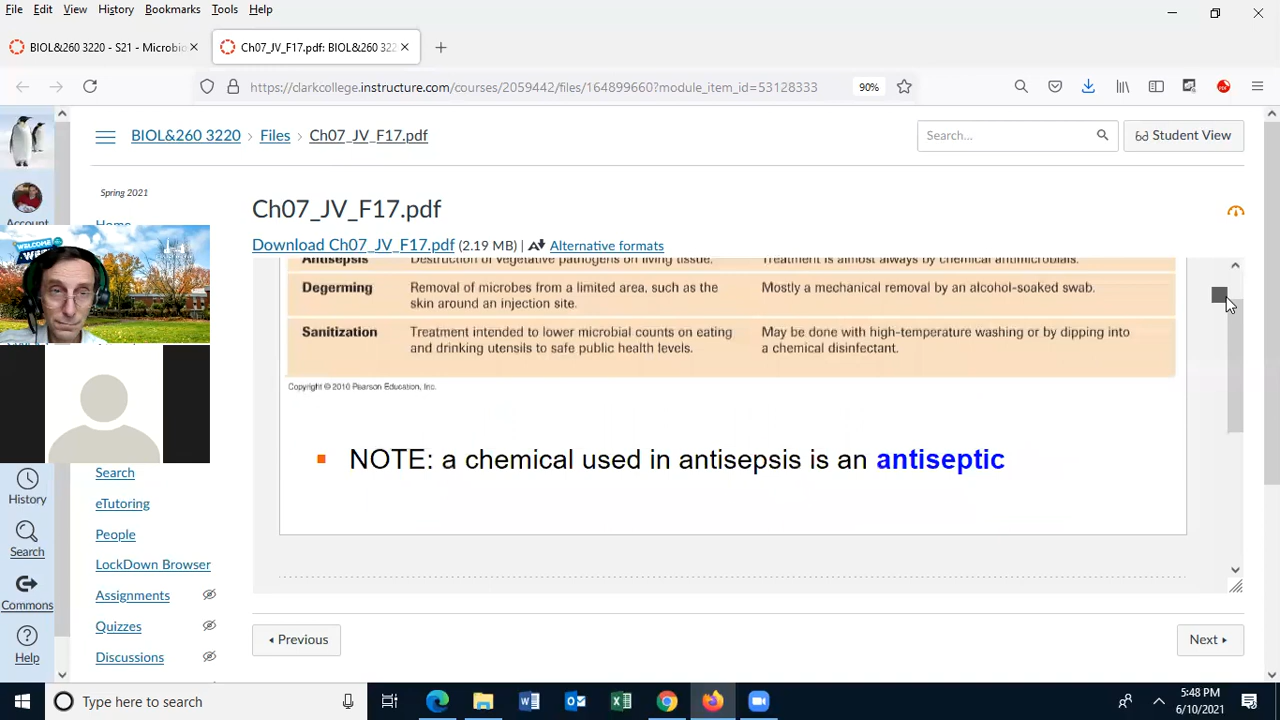 File Edit View History Bookmarks Tools Help
BIOL&260 3220 - S21 - Microbio
Ch07_JV_F17.pdf: BIOL&260 322
https://clarkcollege.instructure.com/courses/2059442/files/164899660?module_item_id=53128333
90%
BIOL&260 3220 › Files › Ch07_JV_F17.pdf
Search...
Student View
Spring 2021
Home
Account
Ch07_JV_F17.pdf
Download Ch07_JV_F17.pdf (2.19 MB) | Alternative formats
WELCOME
Antisepsis Destruction of vegetative pathogens on living tissue. Treatment is almost always by chemical antimicrobials.
Degerming Removal of microbes from a limited area, such as the Mostly a mechanical removal by an alcohol-soaked swab.
skin around an injection site.
Sanitization Treatment intended to lower microbial counts on eating May be done with high-temperature washing or by dipping into
and drinking utensils to safe public health levels. a chemical disinfectant.
Copyright © 2010 Pearson Education, Inc.
NOTE: a chemical used in antisepsis is an antiseptic
History
Search
Commons
Help
Search
eTutoring
People
LockDown Browser
Assignments
Quizzes
Discussions
Previous
Next
Type here to search
5:48 PM
6/10/2021